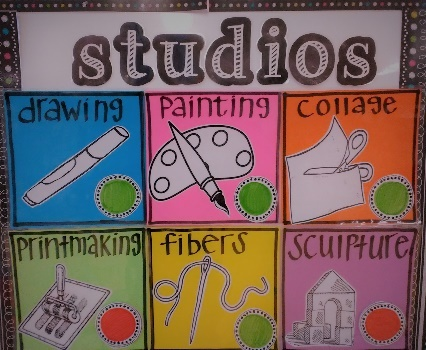 studios
drawing painting collage
printmaking fibers sculpture